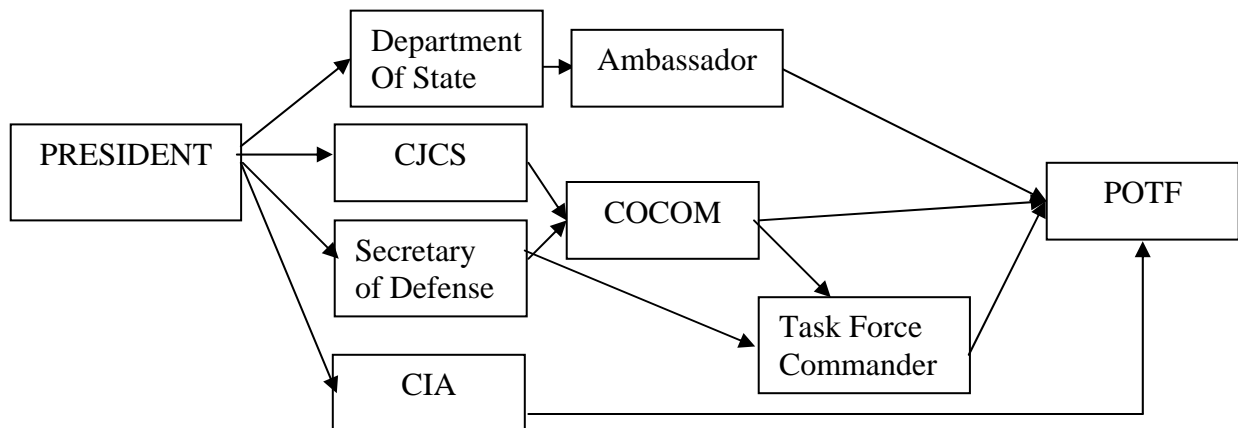 Department
Of State
Ambassador
PRESIDENT
CJCS
POTF
COCOM
Secretary
of Defense
Task Force
Commander
CIA